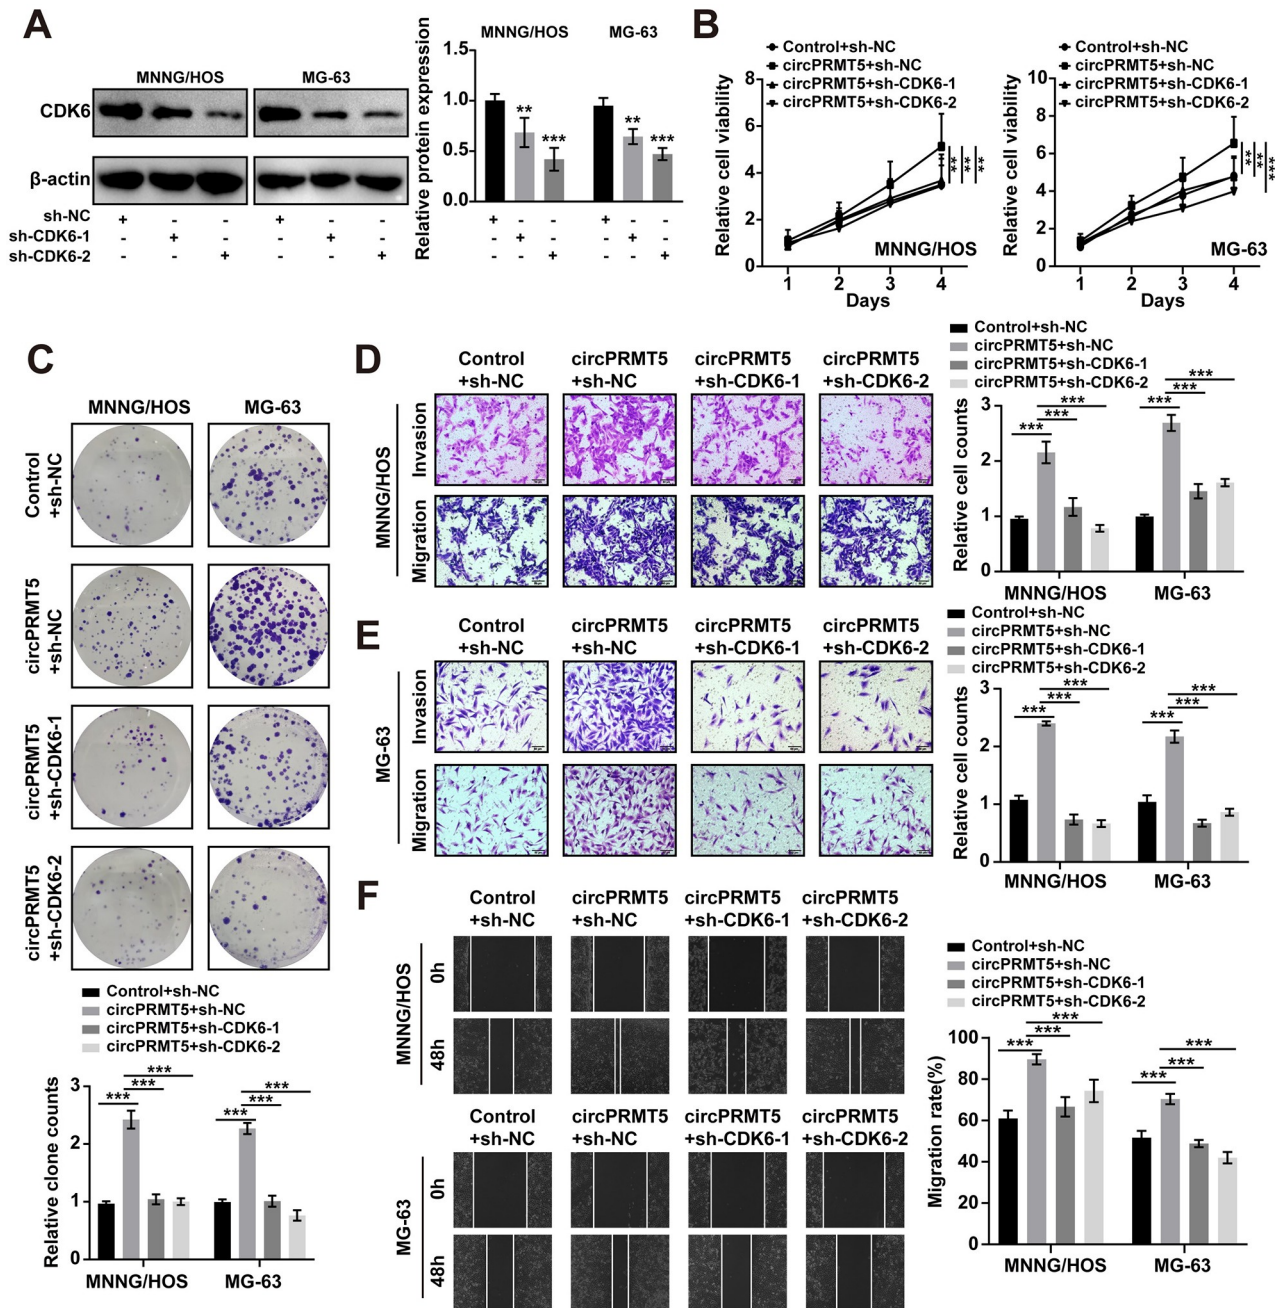 A
MNNG/HOS MG-63
CDK6
β-actin
sh-NC + - - + - -
sh-CDK6-1 - + - - + -
sh-CDK6-2 - - + - - +
MNNG/HOS MG-63
Relative protein expression
1.5
1.0
0.5
0.0
** *** ** ***
+ - - + - -
- + - - + -
- - + - - +
B
Control+sh-NC
circPRMT5+sh-NC
circPRMT5+sh-CDK6-1
circPRMT5+sh-CDK6-2
Relative cell viability
8
6
4
2
0
** ** **
MNNG/HOS
1 2 3 4
Days
Control+sh-NC
circPRMT5+sh-NC
circPRMT5+sh-CDK6-1
circPRMT5+sh-CDK6-2
Relative cell viability
10
8
6
4
2
0
** ** ***
MG-63
1 2 3 4
Days
C
MNNG/HOS MG-63
Control
+sh-NC
circPRMT5
+sh-NC
circPRMT5
+sh-CDK6-1
circPRMT5
+sh-CDK6-2
Control+sh-NC
circPRMT5+sh-NC
circPRMT5+sh-CDK6-1
circPRMT5+sh-CDK6-2
Relative clone counts
3
2
1
0
*** *** ***
*** *** ***
MNNG/HOS MG-63
D
Control circPRMT5 circPRMT5 circPRMT5
+sh-NC +sh-NC +sh-CDK6-1 +sh-CDK6-2
MNNG/HOS
Invasion
Migration
Control+sh-NC
circPRMT5+sh-NC
circPRMT5+sh-CDK6-1
circPRMT5+sh-CDK6-2
Relative cell counts
3
2
1
0
*** *** ***
*** *** ***
MNNG/HOS MG-63
E
Control circPRMT5 circPRMT5 circPRMT5
+sh-NC +sh-NC +sh-CDK6-1 +sh-CDK6-2
MG-63
Invasion
Migration
Control+sh-NC
circPRMT5+sh-NC
circPRMT5+sh-CDK6-1
circPRMT5+sh-CDK6-2
Relative cell counts
3
2
1
0
*** *** ***
*** *** ***
MNNG/HOS MG-63
F
Control circPRMT5 circPRMT5 circPRMT5
+sh-NC +sh-NC +sh-CDK6-1 +sh-CDK6-2
MNNG/HOS
0h
48h
Control circPRMT5 circPRMT5 circPRMT5
+sh-NC +sh-NC +sh-CDK6-1 +sh-CDK6-2
MG-63
0h
48h
Control+sh-NC
circPRMT5+sh-NC
circPRMT5+sh-CDK6-1
circPRMT5+sh-CDK6-2
Migration rate(%)
100
80
60
40
20
0
*** *** ***
*** *** ***
MNNG/HOS MG-63